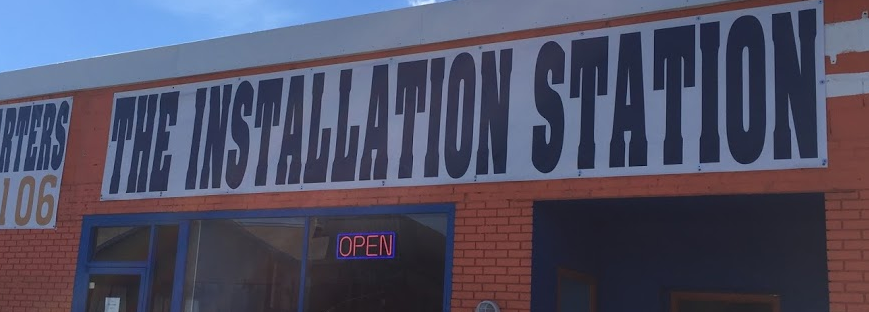 THE INSTALLATION STATION
RTERS
106
OPEN